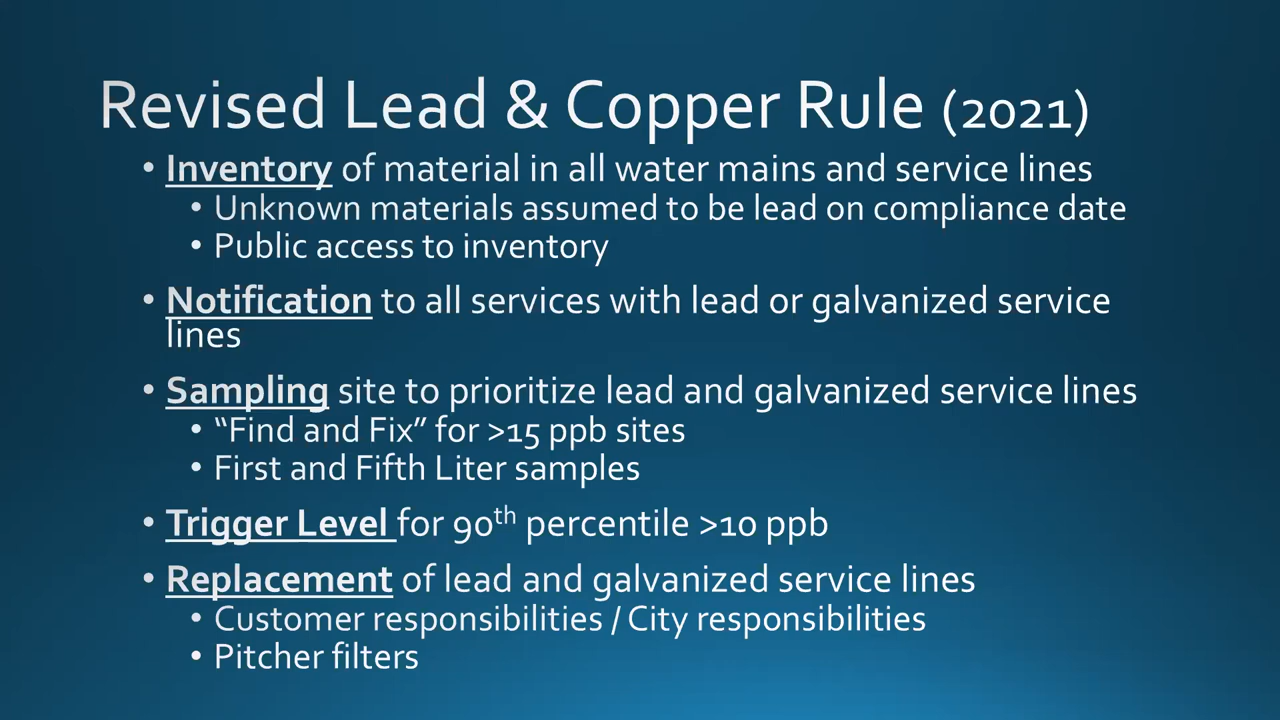 Revised Lead & Copper Rule (2021)
• Inventory of material in all water mains and service lines
• Unknown materials assumed to be lead on compliance date
• Public access to inventory
• Notification to all services with lead or galvanized service
lines
• Sampling site to prioritize lead and galvanized service lines
• “Find and Fix” for >15 ppb sites
• First and Fifth Liter samples
• Trigger Level for 90th percentile >10 ppb
• Replacement of lead and galvanized service lines
• Customer responsibilities / City responsibilities
• Pitcher filters